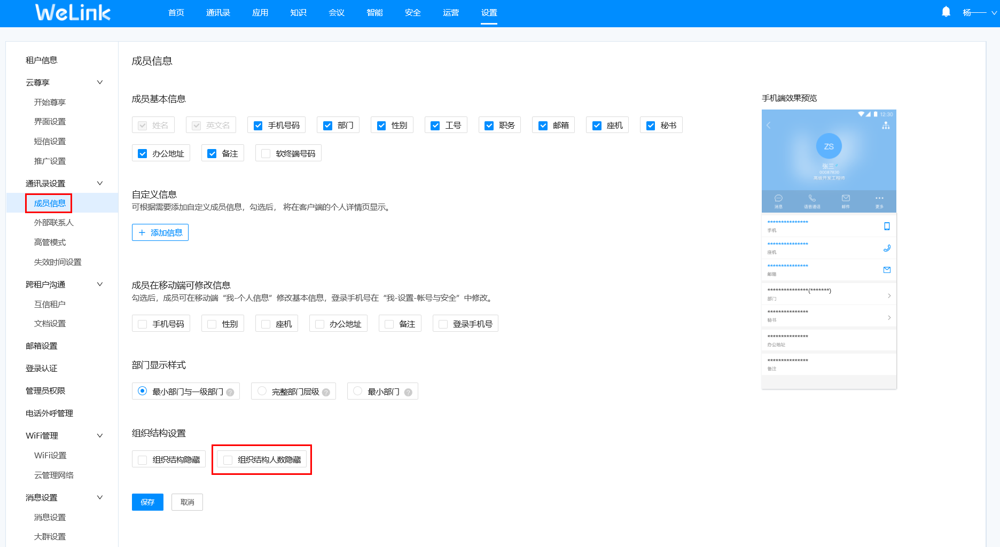 WeLink 首页 通讯录 应用 知识 会议 智能 安全 运营 设置 杨
租户信息
云尊享
开始尊享
界面设置
短信设置
推广设置
通讯录设置
成员信息
外部联系人
高管模式
失效时间设置
跨租户沟通
互信租户
文档设置
邮箱设置
登录认证
管理员权限
电话外呼管理
WiFi管理
WiFi设置
云管理网络
消息设置
消息设置
大群设置
成员信息
成员基本信息
姓名 英文名 手机号码 部门 性别 工号 职务 邮箱 座机 秘书
办公地址 备注 软终端号码
自定义信息
可根据需要添加自定义成员信息，勾选后， 将在客户端的个人详情页显示。
+ 添加信息
成员在移动端可修改信息
勾选后，成员可在移动端“我-个人信息”修改基本信息，登录手机号在“我-设置-帐号与安全”中修改。
手机号码 性别 座机 办公地址 备注 登录手机号
部门显示样式
最小部门与一级部门 ? 完整部门层级 ? 最小部门 ?
组织结构设置
组织结构隐藏 组织结构人数隐藏
保存 取消
手机端效果预览
12:30
ZS
张三
00087830
高级开发工程师
消息 语音通话 邮件 更多
***************
手机
***************
座机
***************
邮箱
***************(*******)
部门
***************
秘书
***************
办公地址
***************
备注